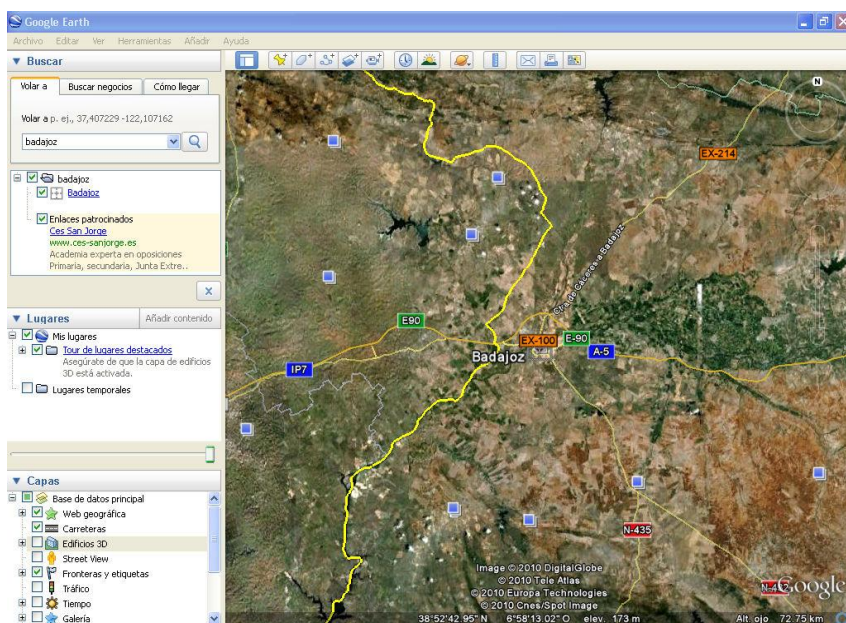 Google Earth
Archivo Editar Ver Herramientas Añadir Ayuda
Buscar
Volar a Buscar negocios Cómo llegar
Volar a p. ej., 37,407229 -122,107162
badajoz
badajoz
Badajoz
Enlaces patrocinados
Ces San Jorge
www.ces-sanjorge.es
Academia experta en oposiciones
Primaria, secundaria, Junta Extre..
x
Lugares Añadir contenido
Mis lugares
Tour de lugares destacados
Asegúrate de que la capa de edificios
3D está activada.
Lugares temporales
Capas
Base de datos principal
Web geográfica
Carreteras
Edificios 3D
Street View
Fronteras y etiquetas
Tráfico
Tiempo
Galería
N
EX-214
Ctra de Cáceres a Badajoz
E90
EX-100 E-90
Badajoz A-5
IP7
N-435
Image © 2010 DigitalGlobe
© 2010 Tele Atlas
© 2010 Europa Technologies
© 2010 Cnes/Spot Image
Google
38°52'42.95" N 6°58'13.02" O elev. 173 m Alt. ojo 72.75 km